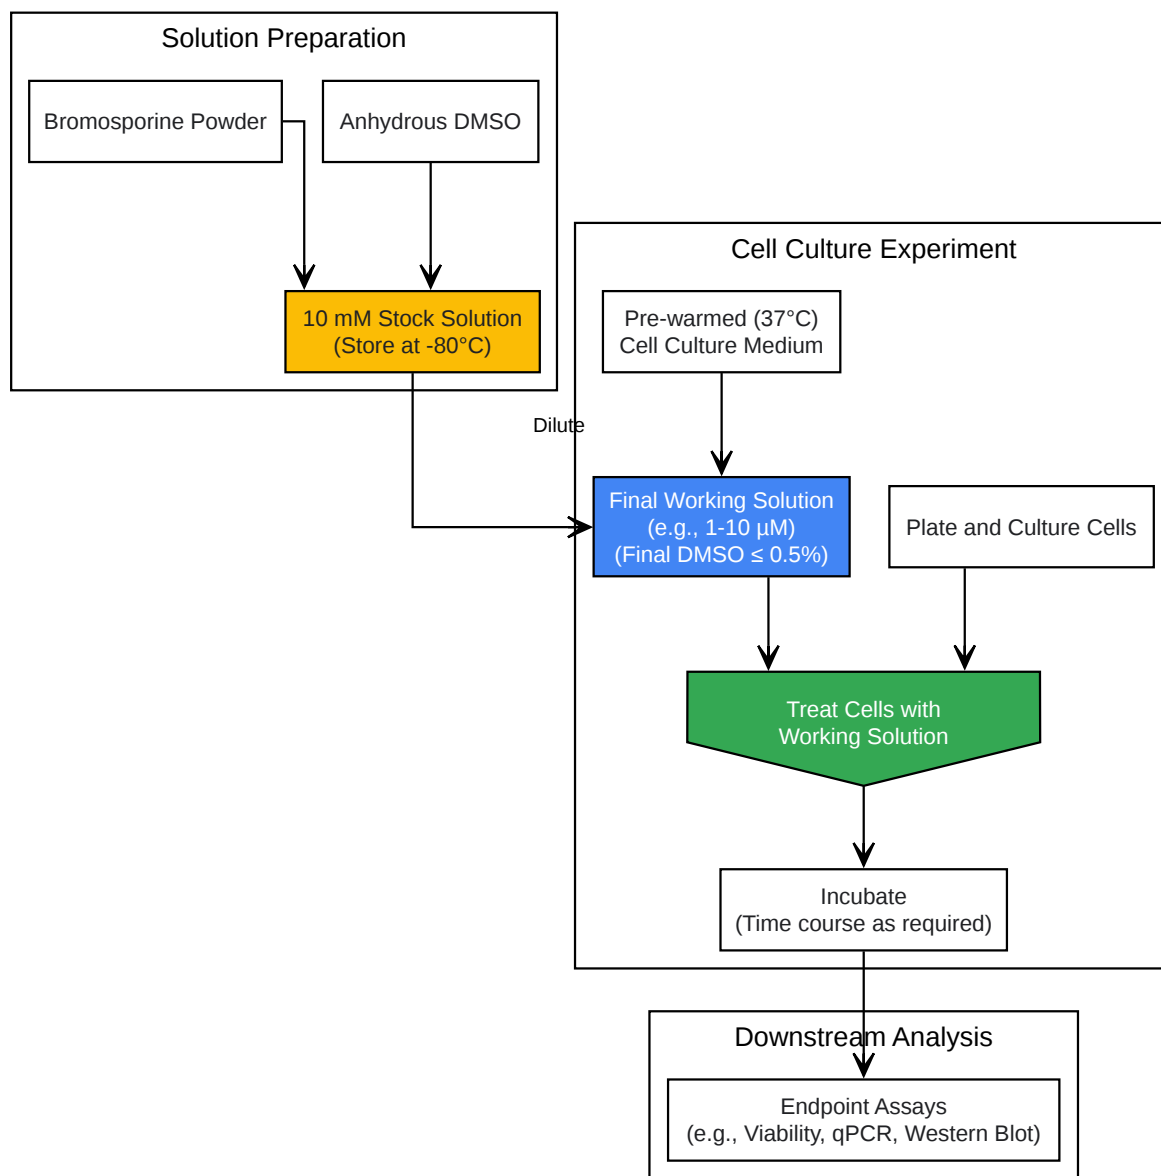 Solution Preparation
Bromosporine Powder
Anhydrous DMSO
10 mM Stock Solution
(Store at -80°C)
Dilute
Cell Culture Experiment
Pre-warmed (37°C)
Cell Culture Medium
Final Working Solution
(e.g., 1-10 µM)
(Final DMSO ≤ 0.5%)
Plate and Culture Cells
Treat Cells with
Working Solution
Incubate
(Time course as required)
Downstream Analysis
Endpoint Assays
(e.g., Viability, qPCR, Western Blot)